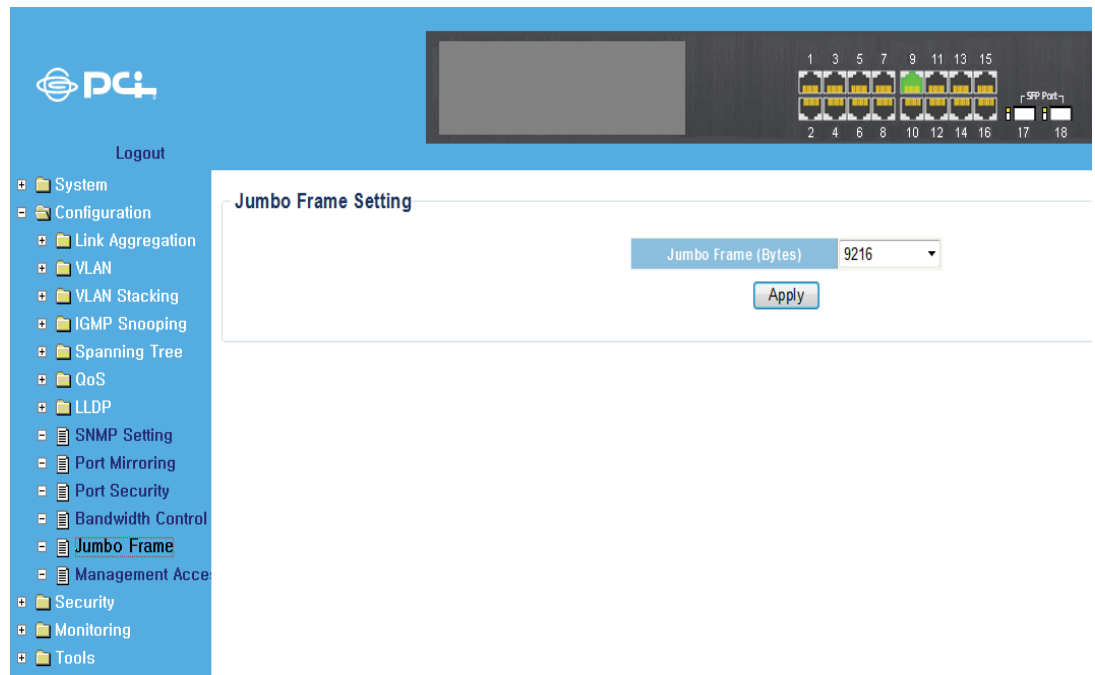 PCi
1 3 5 7 9 11 13 15
SFP Port
2 4 6 8 10 12 14 16 17 18
Logout
System
Configuration
Link Aggregation
VLAN
VLAN Stacking
IGMP Snooping
Spanning Tree
QoS
LLDP
SNMP Setting
Port Mirroring
Port Security
Bandwidth Control
Jumbo Frame
Management Acce
Security
Monitoring
Tools
Jumbo Frame Setting
Jumbo Frame (Bytes) 9216
Apply